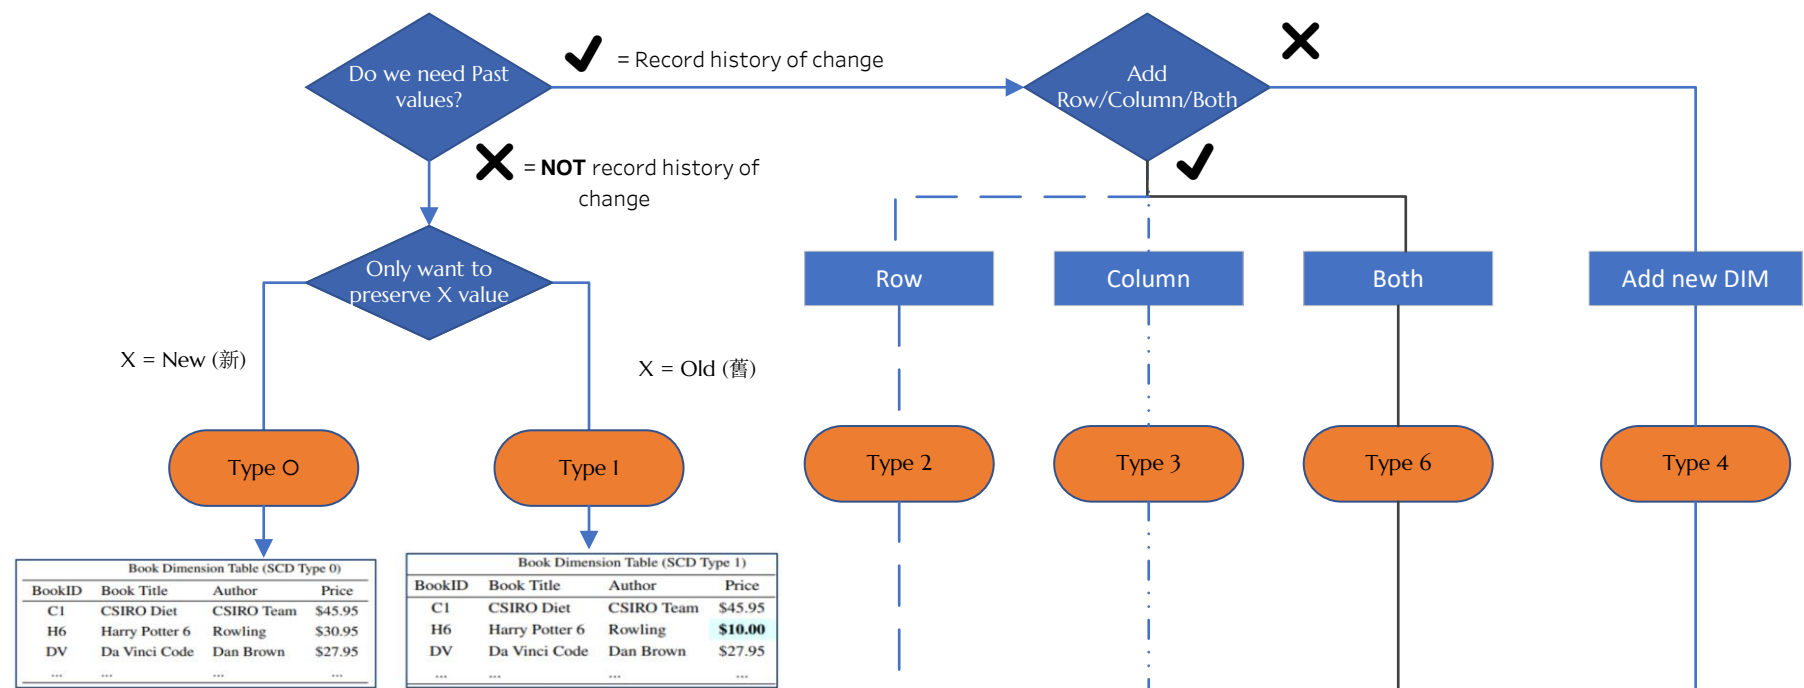 Do we need Past
values?
= Record history of change
Add
Row/Column/Both
= NOT record history of
change
Only want to
preserve X value
X = New (新)
X = Old (舊)
Row
Column
Both
Add new DIM
Type 0
Type 1
Type 2
Type 3
Type 6
Type 4
Book Dimension Table (SCD Type 0)
BookID Book Title Author Price
C1 CSIRO Diet CSIRO Team $45.95
H6 Harry Potter 6 Rowling $30.95
DV Da Vinci Code Dan Brown $27.95
... ... ... ...
Book Dimension Table (SCD Type 1)
BookID Book Title Author Price
C1 CSIRO Diet CSIRO Team $45.95
H6 Harry Potter 6 Rowling $10.00
DV Da Vinci Code Dan Brown $27.95
... ... ... ...